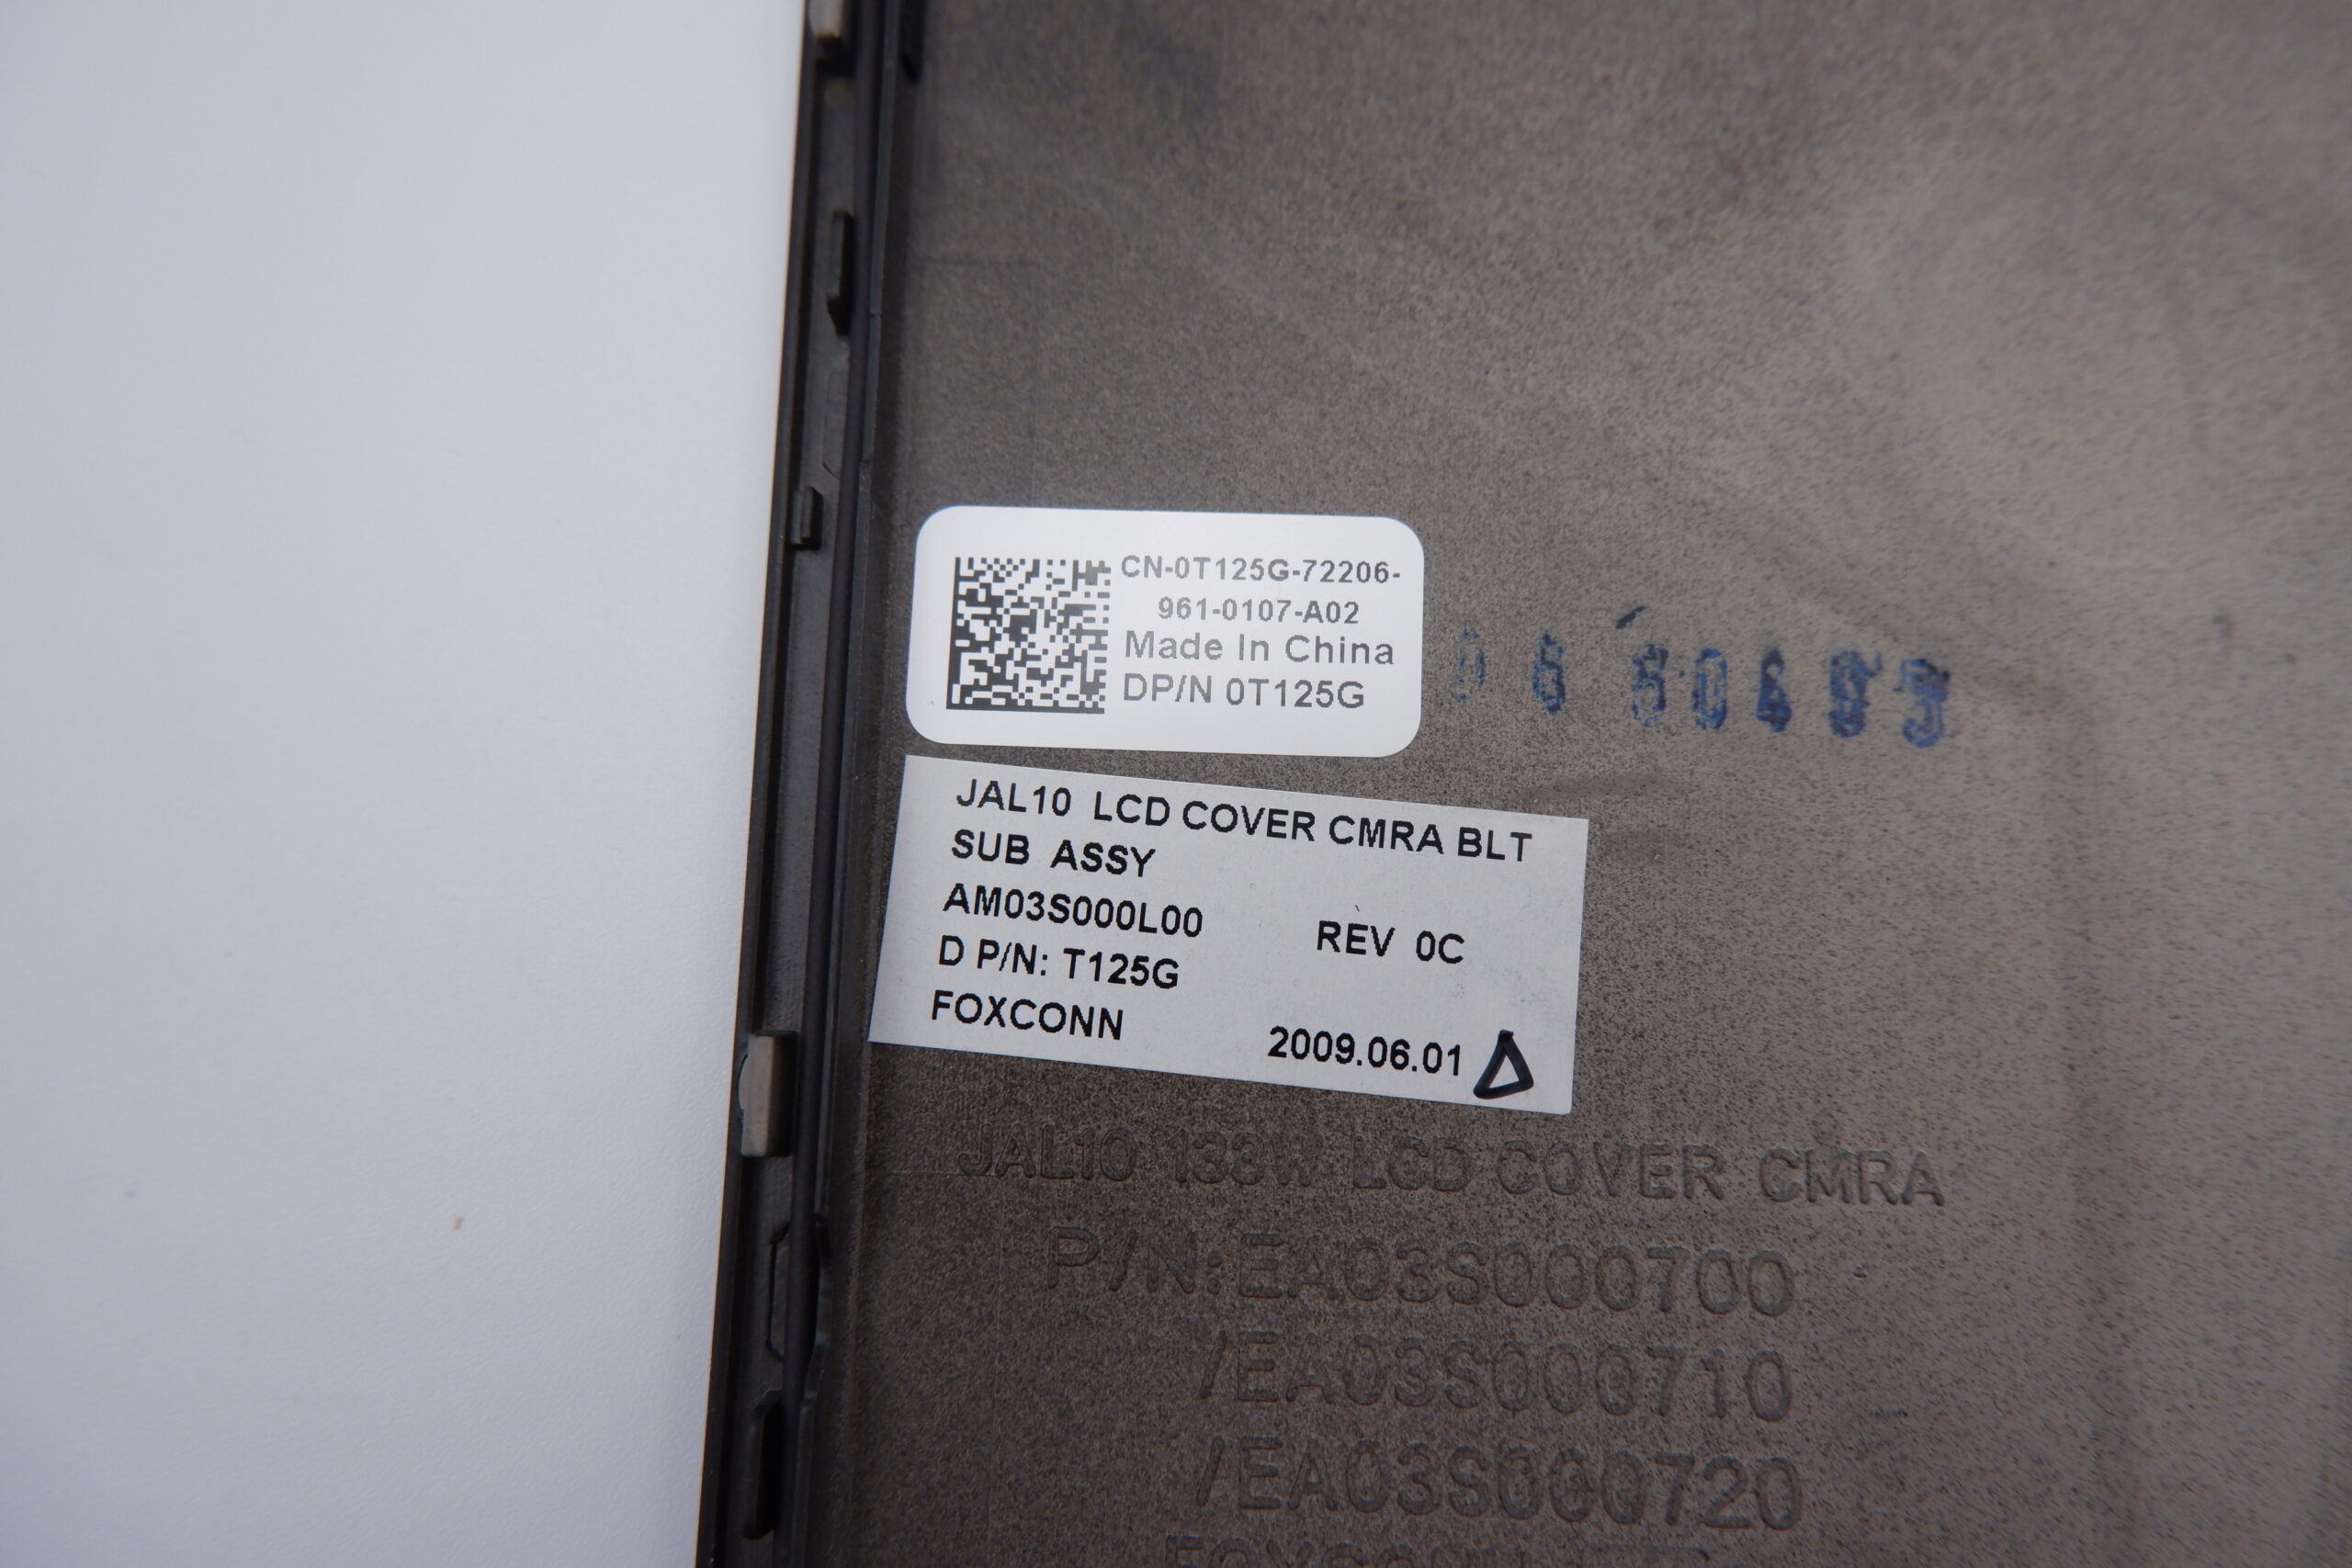 CN-0T125G-72206-
961-0107-A02
Made In China
DP/N 0T125G
JAL10 LCD COVER CMRA BLT
SUB ASSY
AM03S000L00 REV 0C
D P/N: T125G
FOXCONN 2009.06.01
JAL10 133W LCD COVER CMRA
P/N:EA03S000700
/EA03S000710
/EA03S000720